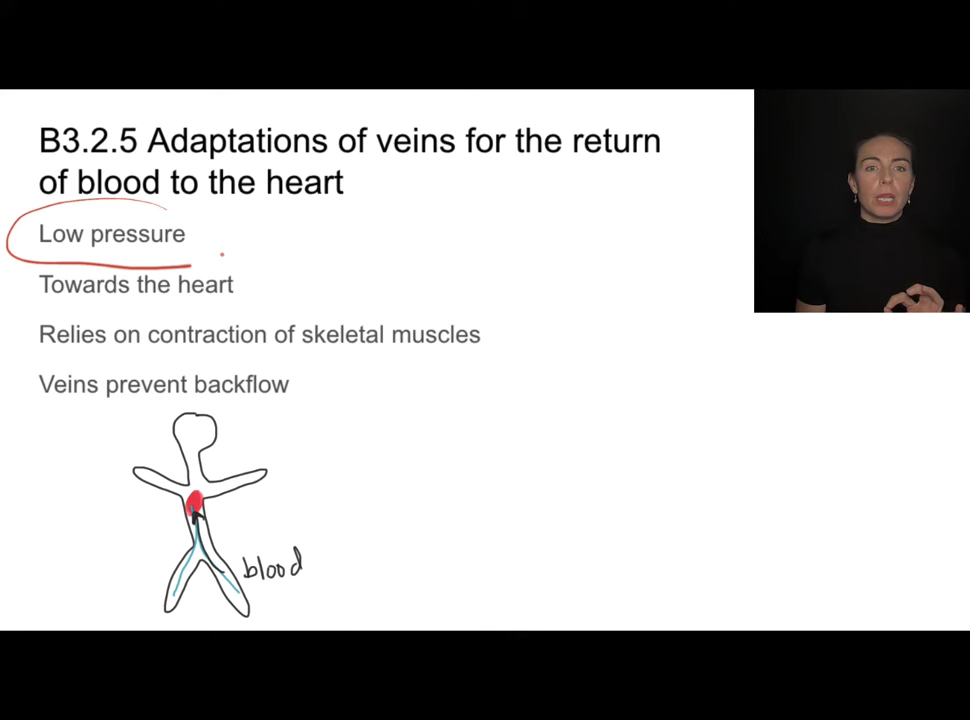 B3.2.5 Adaptations of veins for the return
of blood to the heart
Low pressure
Towards the heart
Relies on contraction of skeletal muscles
Veins prevent backflow
blood